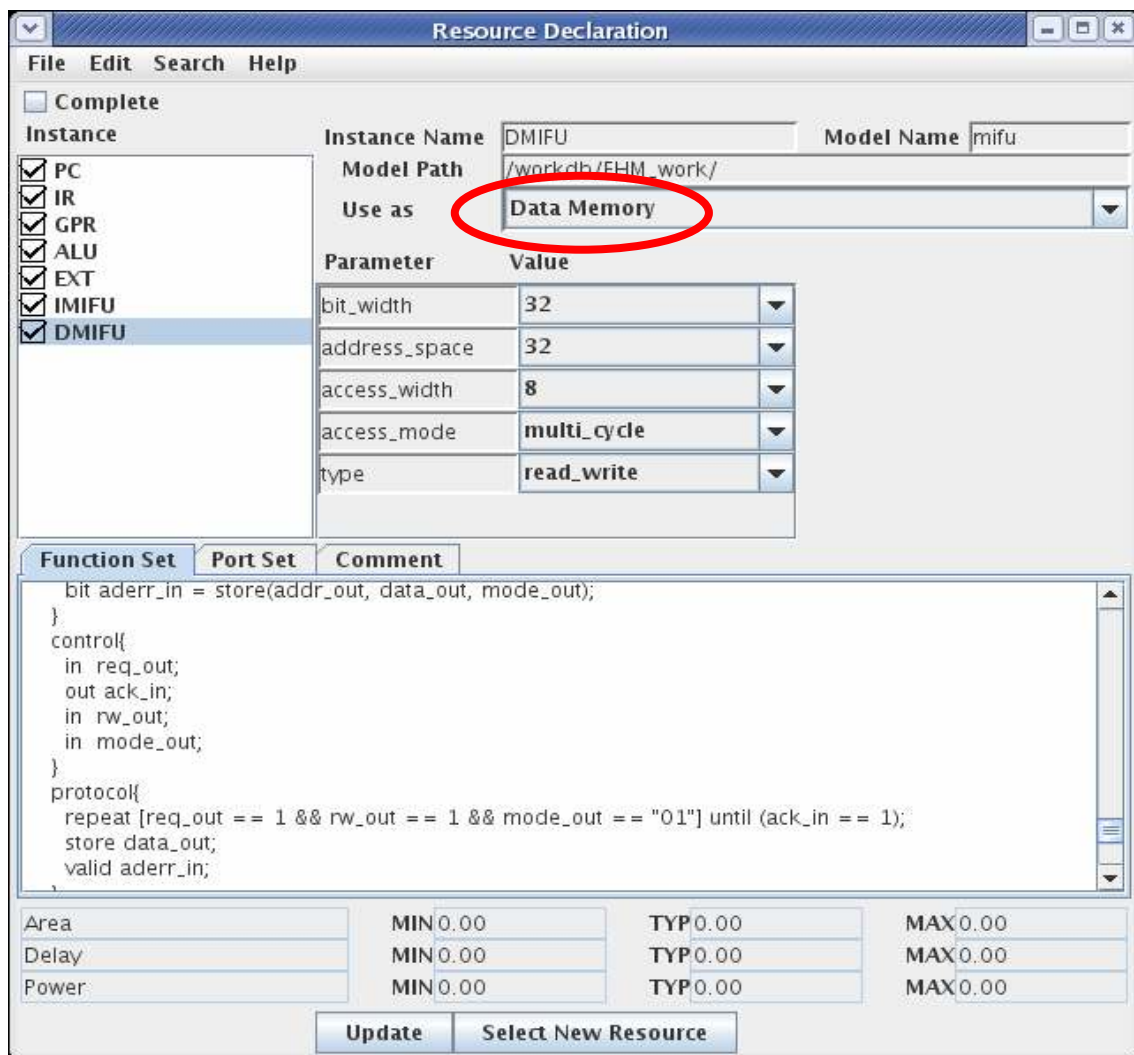 Resource Declaration
File Edit Search Help
Complete
Instance
PC
IR
GPR
ALU
EXT
IMIFU
DMIFU
Instance Name DMIFU Model Name mifu
Model Path /workdb/FHM_work/
Use as Data Memory
Parameter Value
bit_width 32
address_space 32
access_width 8
access_mode multi_cycle
type read_write
Function Set Port Set Comment
bit aderr_in = store(addr_out, data_out, mode_out);
}
control{
in req_out;
out ack_in;
in rw_out;
in mode_out;
}
protocol{
repeat [req_out == 1 && rw_out == 1 && mode_out == "01"] until (ack_in == 1);
store data_out;
valid aderr_in;
Area MIN 0.00 TYP 0.00 MAX 0.00
Delay MIN 0.00 TYP 0.00 MAX 0.00
Power MIN 0.00 TYP 0.00 MAX 0.00
Update Select New Resource